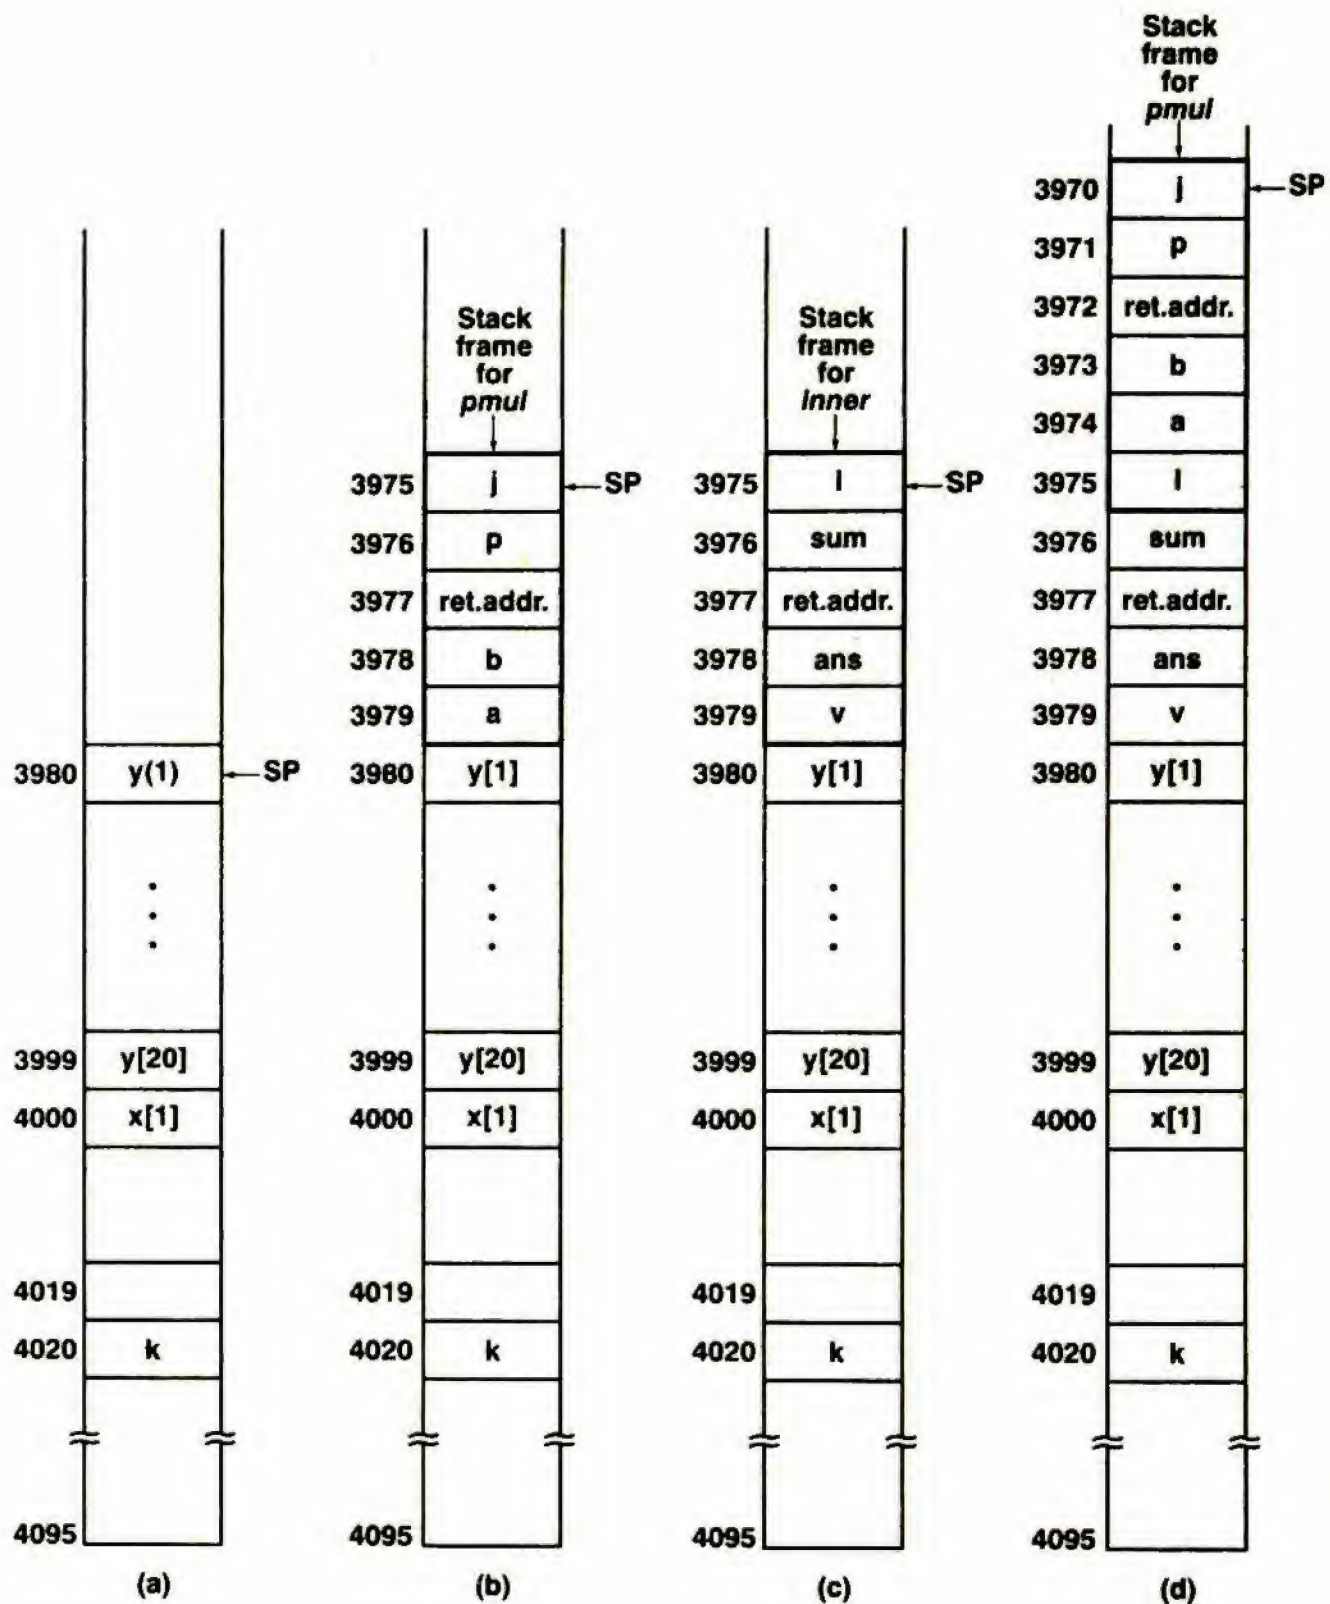 Stack
frame
for
pmul
3970 j SP
3971 p
3972 ret.addr.
3973 b
3974 a
3975 I
3976 sum
3977 ret.addr.
3978 ans
3979 v
3980 y[1]
3999 y[20]
4000 x[1]
4019
4020 k
4095
(d)
Stack
frame
for
pmul
3975 j SP
3976 p
3977 ret.addr.
3978 b
3979 a
3980 y[1]
3999 y[20]
4000 x[1]
4019
4020 k
4095
(b)
Stack
frame
for
Inner
3975 I SP
3976 sum
3977 ret.addr.
3978 ans
3979 v
3980 y[1]
3999 y[20]
4000 x[1]
4019
4020 k
4095
(c)
3980 y(1) SP
3999 y[20]
4000 x[1]
4019
4020 k
4095
(a)